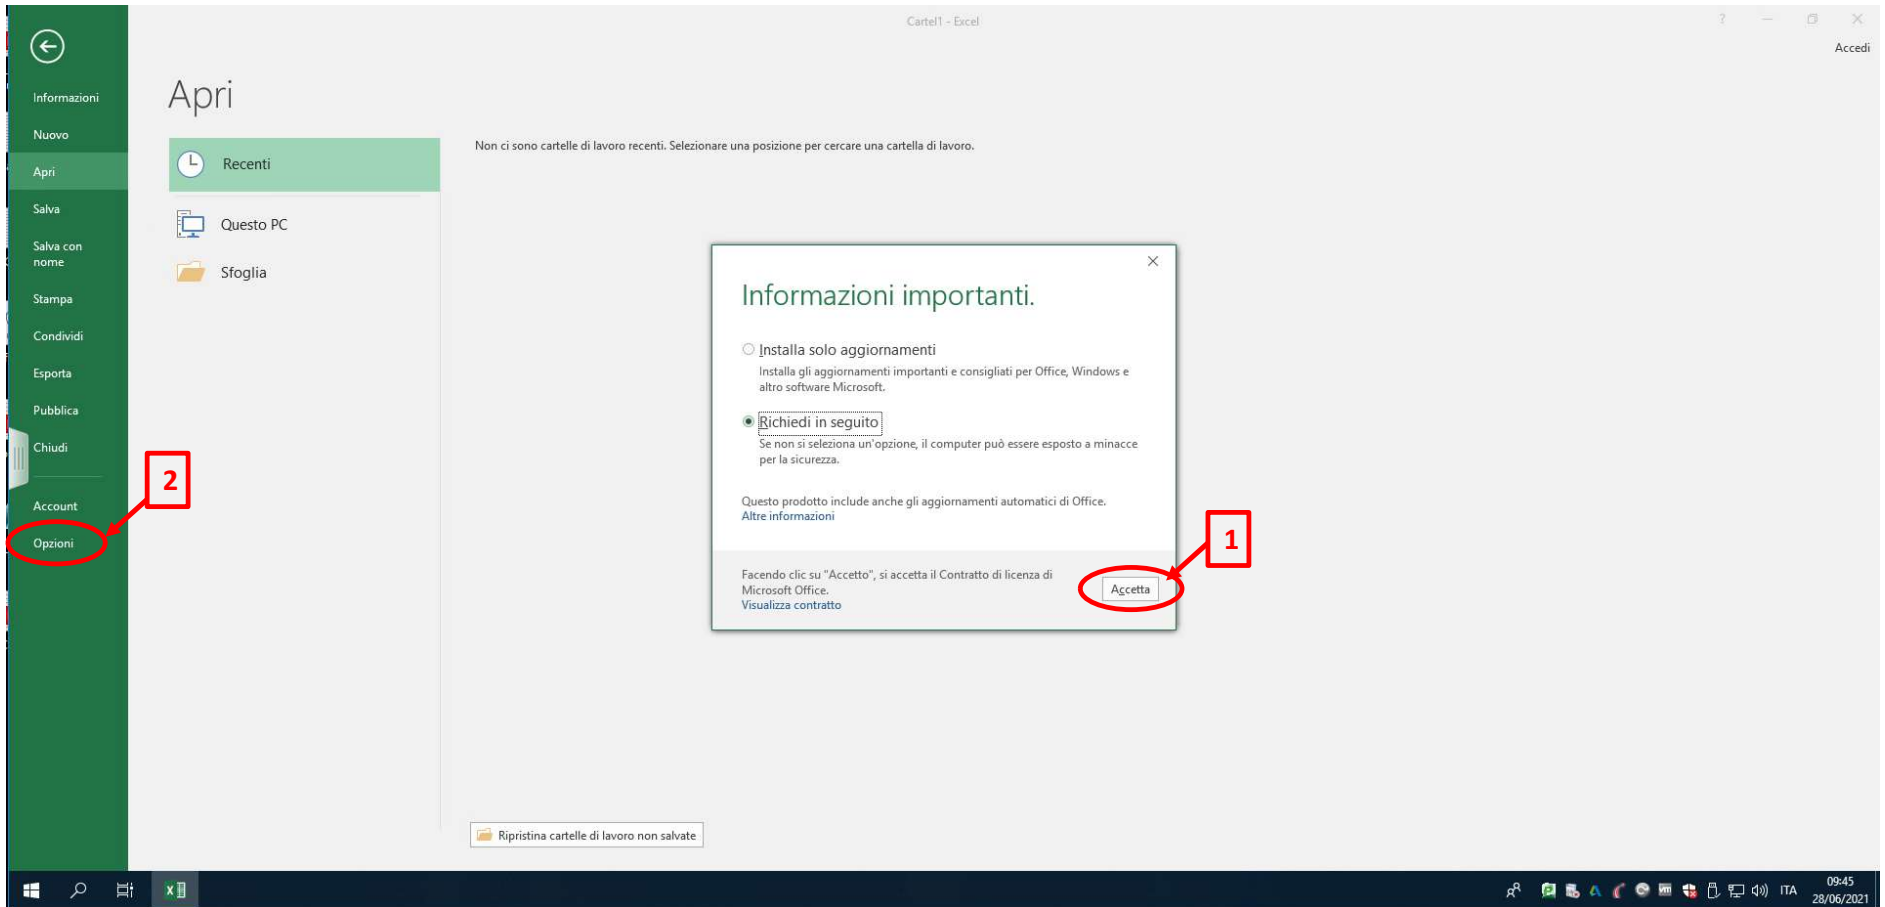 Cartel1 - Excel
?
Accedi
Informazioni
Nuovo
Apri
Salva
Salva con
nome
Stampa
Condividi
Esporta
Pubblica
Chiudi
Account
Opzioni
2
Apri
Recenti
Questo PC
Sfoglia
Non ci sono cartelle di lavoro recenti. Selezionare una posizione per cercare una cartella di lavoro.
Informazioni importanti.
Installa solo aggiornamenti
Installa gli aggiornamenti importanti e consigliati per Office, Windows e
altro software Microsoft.
Richiedi in seguito
Se non si seleziona un'opzione, il computer può essere esposto a minacce
per la sicurezza.
Questo prodotto include anche gli aggiornamenti automatici di Office.
Altre informazioni
Facendo clic su "Accetto", si accetta il Contratto di licenza di
Microsoft Office.
Visualizza contratto
Accetta
1
Ripristina cartelle di lavoro non salvate
ITA
09:45
28/06/2021